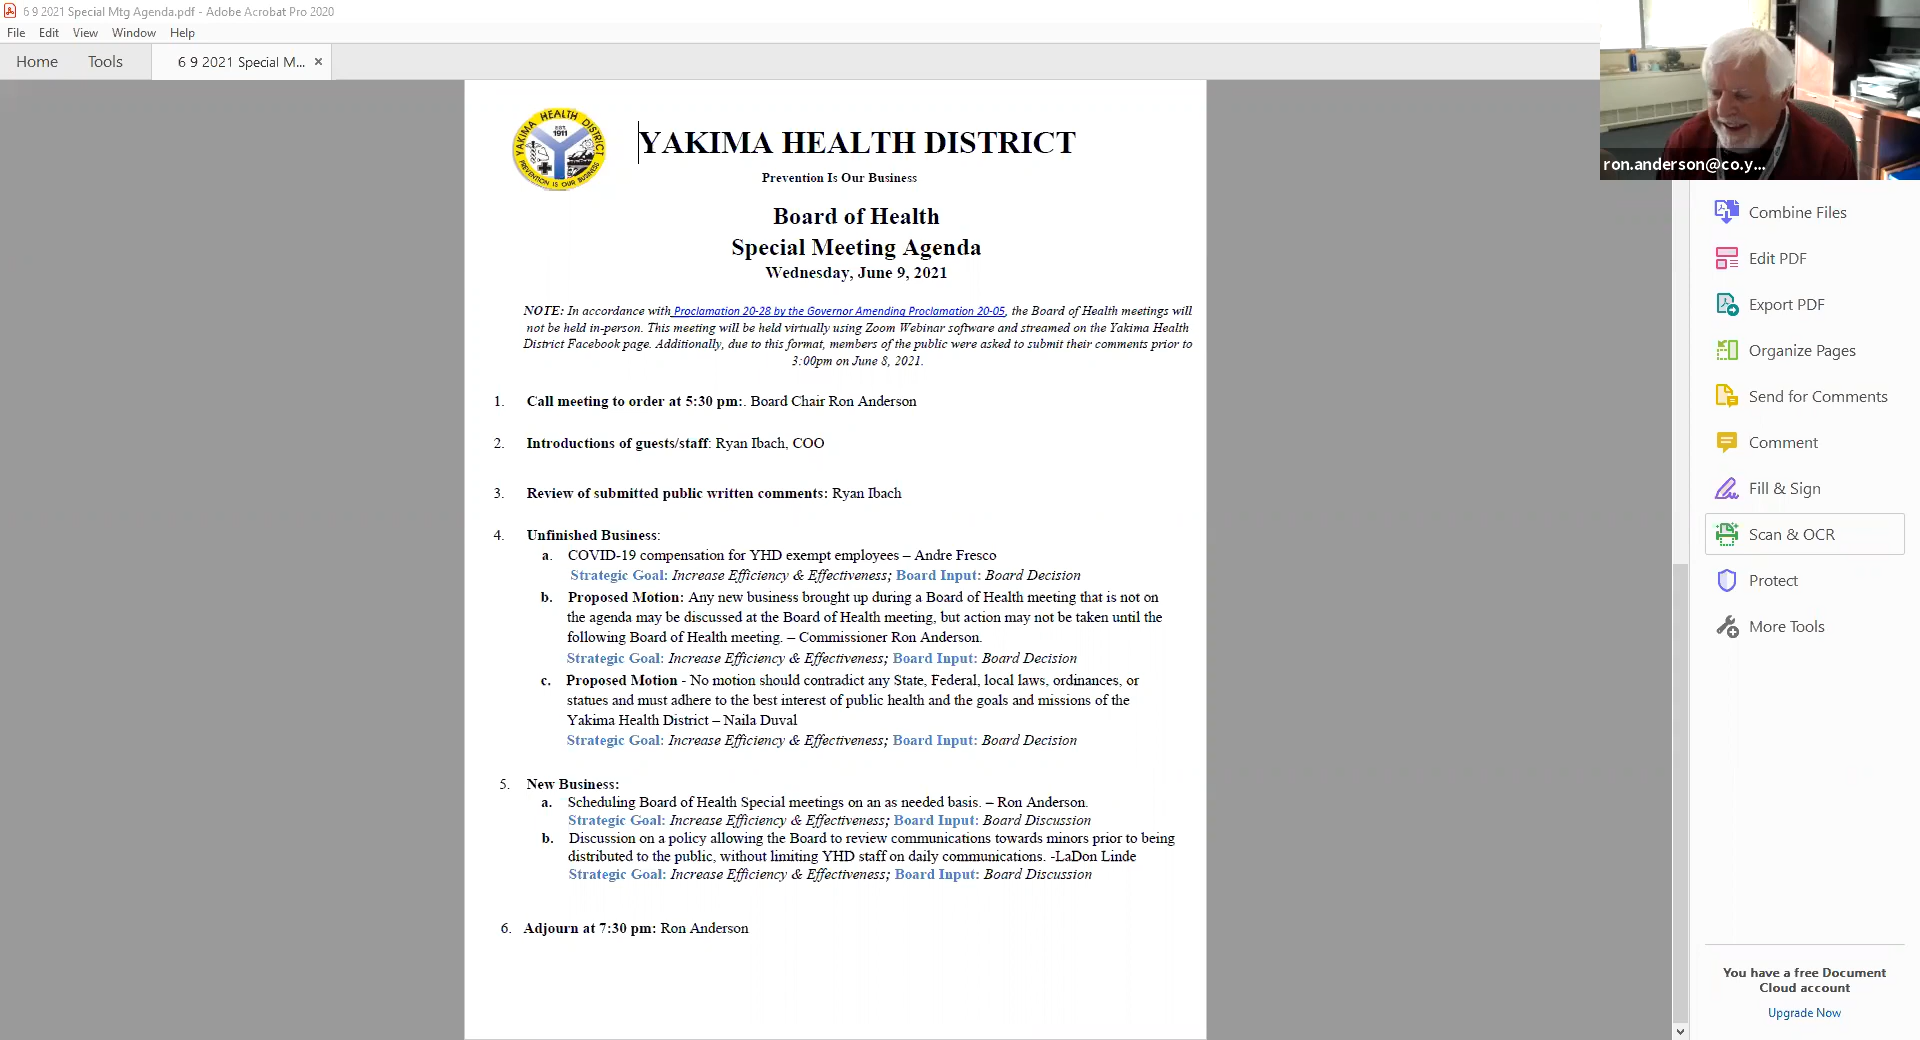 6 9 2021 Special Mtg Agenda.pdf - Adobe Acrobat Pro 2020
File Edit View Window Help
Home Tools 6 9 2021 Special M... ×
ron.anderson@co.y...
YAKIMA HEALTH DISTRICT
EST. 1911
PREVENTION IS OUR BUSINESS
YAKIMA HEALTH DISTRICT
Prevention Is Our Business
Board of Health
Special Meeting Agenda
Wednesday, June 9, 2021
NOTE: In accordance with Proclamation 20-28 by the Governor Amending Proclamation 20-05, the Board of Health meetings will
not be held in-person. This meeting will be held virtually using Zoom Webinar software and streamed on the Yakima Health
District Facebook page. Additionally, due to this format, members of the public were asked to submit their comments prior to
3:00pm on June 8, 2021.
1. Call meeting to order at 5:30 pm:. Board Chair Ron Anderson
2. Introductions of guests/staff: Ryan Ibach, COO
3. Review of submitted public written comments: Ryan Ibach
4. Unfinished Business:
a. COVID-19 compensation for YHD exempt employees – Andre Fresco
Strategic Goal: Increase Efficiency & Effectiveness; Board Input: Board Decision
b. Proposed Motion: Any new business brought up during a Board of Health meeting that is not on
the agenda may be discussed at the Board of Health meeting, but action may not be taken until the
following Board of Health meeting. – Commissioner Ron Anderson.
Strategic Goal: Increase Efficiency & Effectiveness; Board Input: Board Decision
c. Proposed Motion - No motion should contradict any State, Federal, local laws, ordinances, or
statues and must adhere to the best interest of public health and the goals and missions of the
Yakima Health District – Naila Duval
Strategic Goal: Increase Efficiency & Effectiveness; Board Input: Board Decision
5. New Business:
a. Scheduling Board of Health Special meetings on an as needed basis. – Ron Anderson.
Strategic Goal: Increase Efficiency & Effectiveness; Board Input: Board Discussion
b. Discussion on a policy allowing the Board to review communications towards minors prior to being
distributed to the public, without limiting YHD staff on daily communications. -LaDon Linde
Strategic Goal: Increase Efficiency & Effectiveness; Board Input: Board Discussion
6. Adjourn at 7:30 pm: Ron Anderson
Combine Files
Edit PDF
Export PDF
Organize Pages
Send for Comments
Comment
Fill & Sign
Scan & OCR
Protect
More Tools
You have a free Document
Cloud account
Upgrade Now